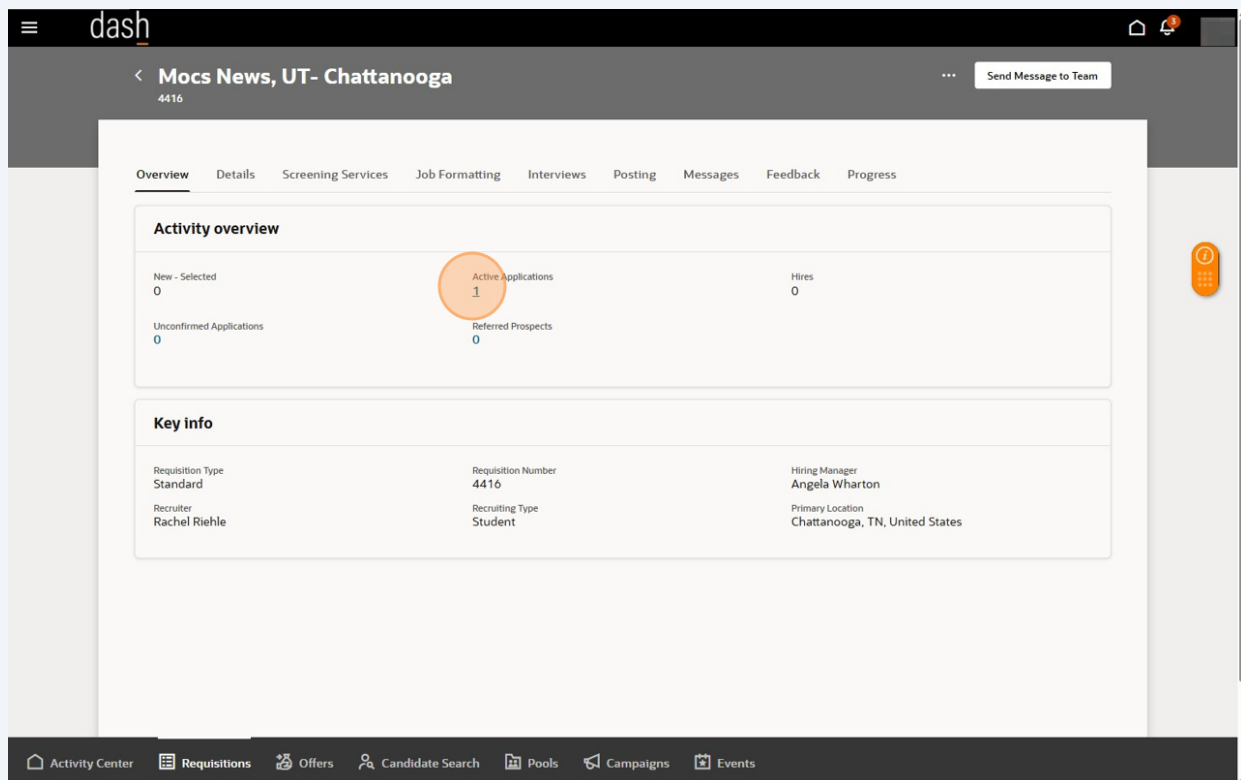 dash
3
Mocs News, UT- Chattanooga
4416
Send Message to Team
Overview Details Screening Services Job Formatting Interviews Posting Messages Feedback Progress
Activity overview
New - Selected
0
Active Applications
1
Hires
0
Unconfirmed Applications
0
Referred Prospects
0
Key info
Requisition Type
Standard
Requisition Number
4416
Hiring Manager
Angela Wharton
Recruiter
Rachel Riehle
Recruiting Type
Student
Primary Location
Chattanooga, TN, United States
Activity Center Requisitions Offers Candidate Search Pools Campaigns Events